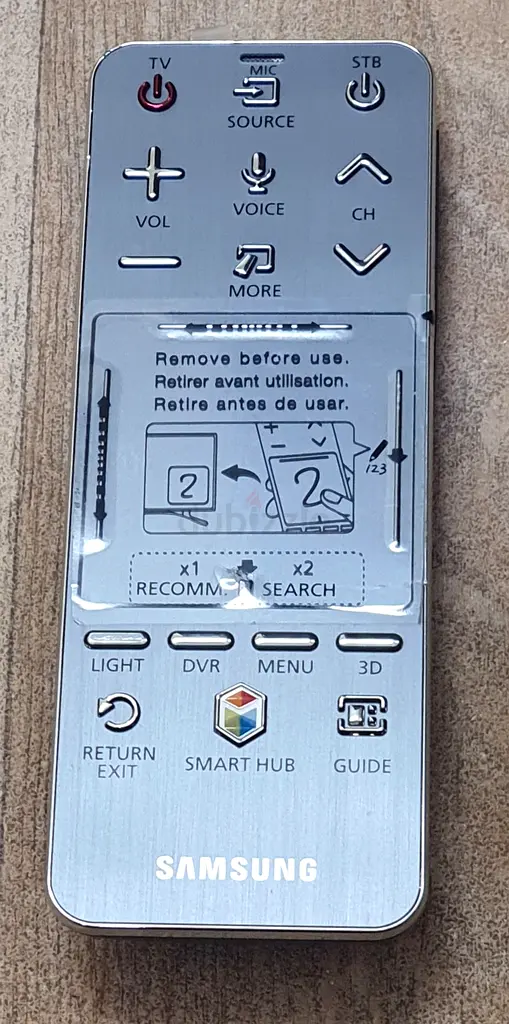 TV
MIC
STB
SOURCE
VOL
VOICE
CH
MORE
Remove before use.
Retirer avant utilisation.
Retire antes de usar.
2
2
123
dubizzle
x1
x2
RECOMM.
SEARCH
LIGHT
DVR
MENU
3D
RETURN
EXIT
SMART HUB
GUIDE
SAMSUNG